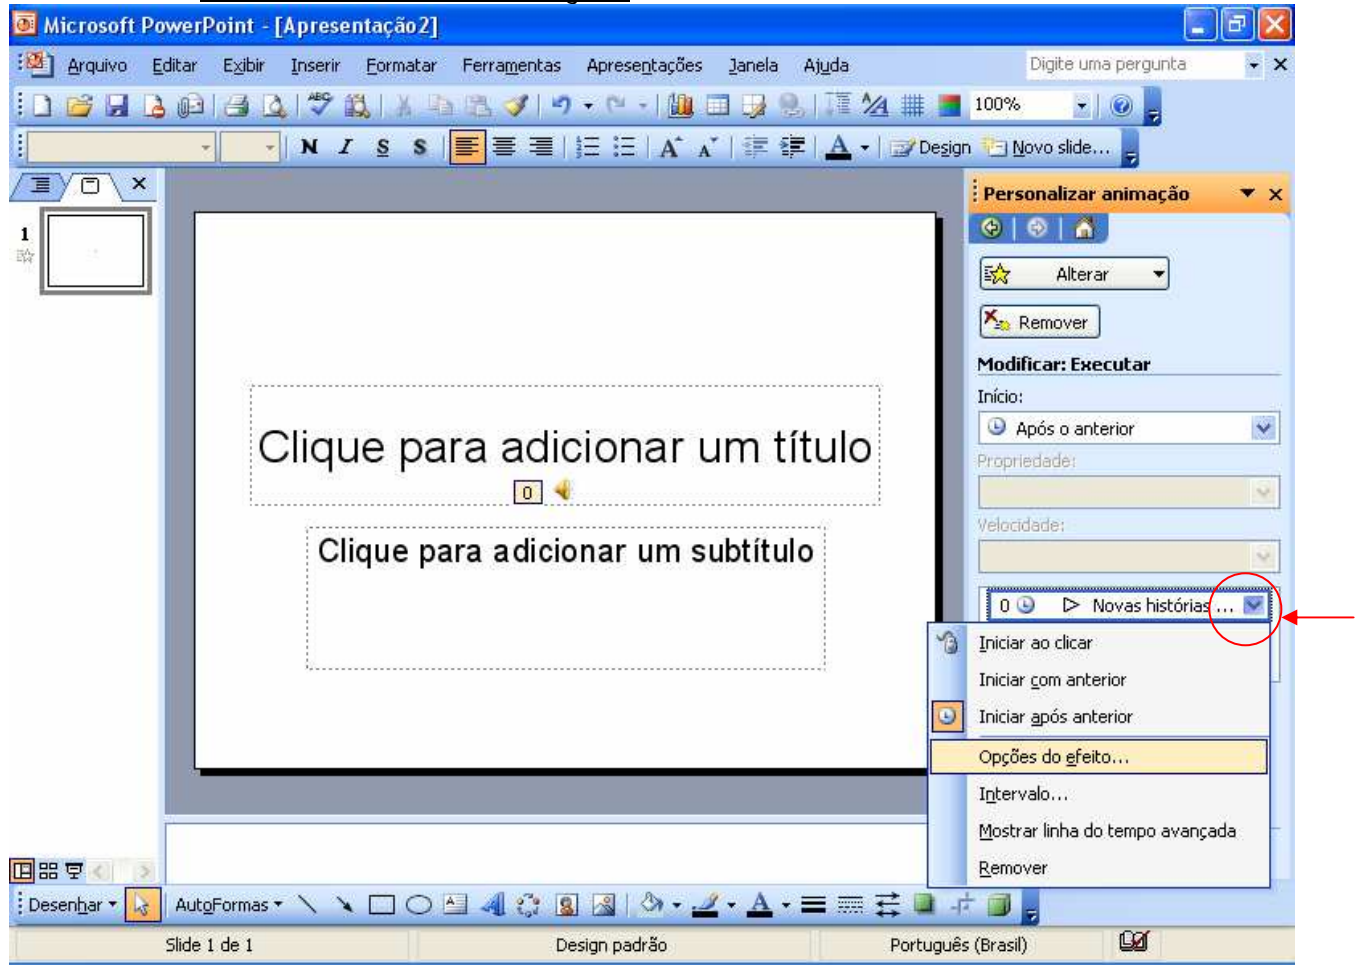 Microsoft PowerPoint - [Apresentação2]
Arquivo Editar Exibir Inserir Formatar Ferramentas Apresentações Janela Ajuda Digite uma pergunta
100%
N I S S Design Novo slide...
Personalizar animação
1
Alterar
Remover
Modificar: Executar
Início:
Após o anterior
Propriedade:
Velocidade:
Clique para adicionar um título
0
Clique para adicionar um subtítulo
0 Novas histórias ...
Iniciar ao clicar
Iniciar com anterior
Iniciar após anterior
Opções do efeito...
Intervalo...
Mostrar linha do tempo avançada
Remover
Desenhar AutoFormas
Slide 1 de 1 Design padrão Português (Brasil)